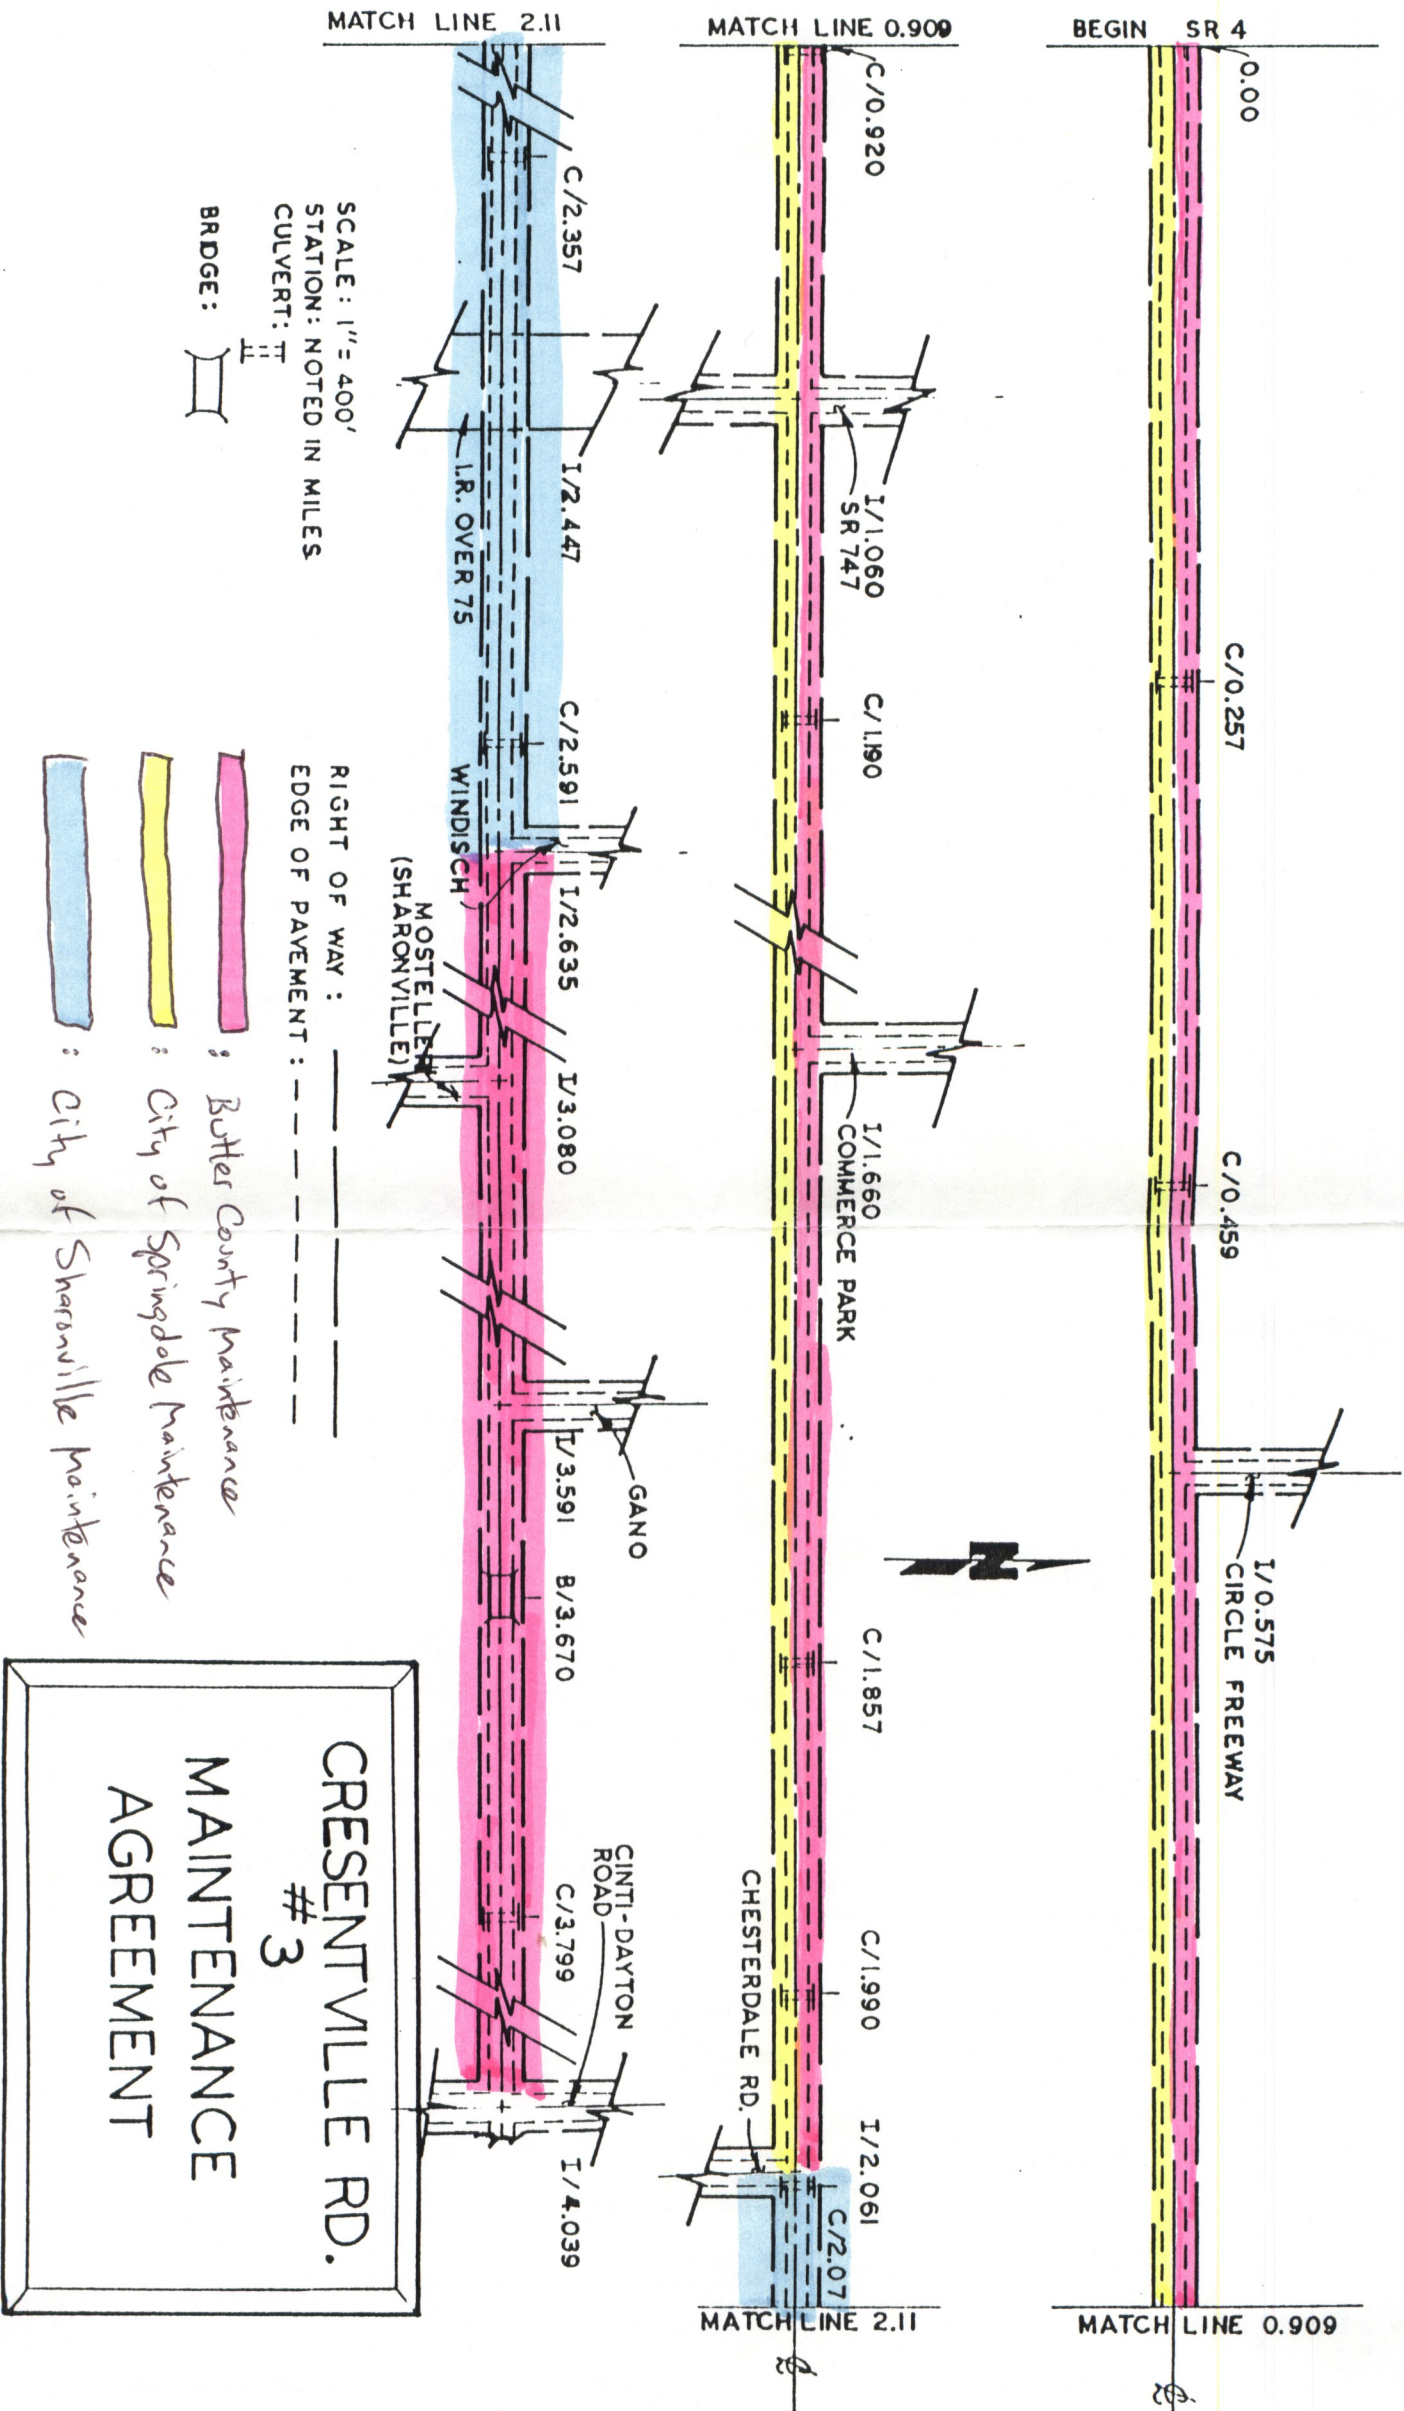 BEGIN SR 4
0.00
C/0.257
C/0.459
I/0.575
CIRCLE FREEWAY
MATCH LINE 0.909
MATCH LINE 0.909
C/0.920
I/1.060
SR 747
C/1.190
I/1.660
COMMERCE PARK
C/1.857
C/1.990
CHESTERDALE RD.
I/2.061
C/2.07
MATCH LINE 2.11
N
MATCH LINE 2.11
C/2.357
I/2.447
I.R. OVER 75
C/2.591
WINDISCH
I/2.635
MOSTELLER
(SHARONVILLE)
I/3.080
GANO
I/3.591
B/3.670
C/3.799
CINTI-DAYTON
ROAD
I/4.039
SCALE: 1"= 400'
STATION: NOTED IN MILES
CULVERT:
BRIDGE:
RIGHT OF WAY:
EDGE OF PAVEMENT:
: Butler County Maintenance
: City of Springdale Maintenance
: City of Sharonville Maintenance
CRESENTVILLE RD.
#3
MAINTENANCE
AGREEMENT